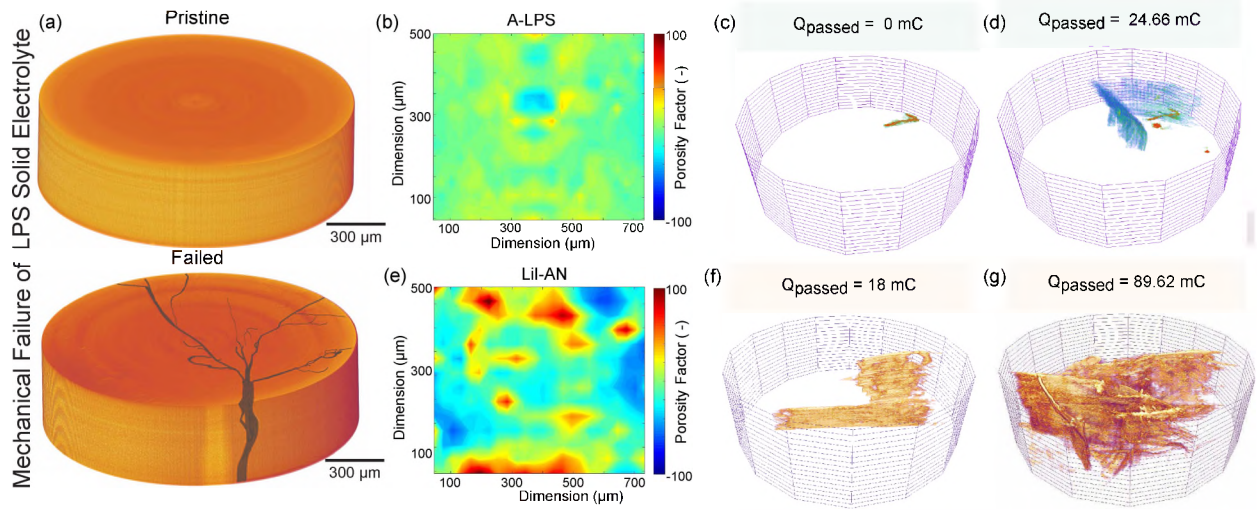 Mechanical Failure of LPS Solid Electrolyte
(a)
Pristine
300 µm
Failed
300 µm
(b)
A-LPS
500
300
100
Dimension (µm)
100
300
500
700
Dimension (µm)
100
-100
Porosity Factor ( - )
(c)
Qpassed = 0 mC
(d)
Qpassed = 24.66 mC
(e)
LiI-AN
500
300
100
Dimension (µm)
100
300
500
700
Dimension (µm)
100
-100
Porosity Factor ( - )
(f)
Qpassed = 18 mC
(g)
Qpassed = 89.62 mC